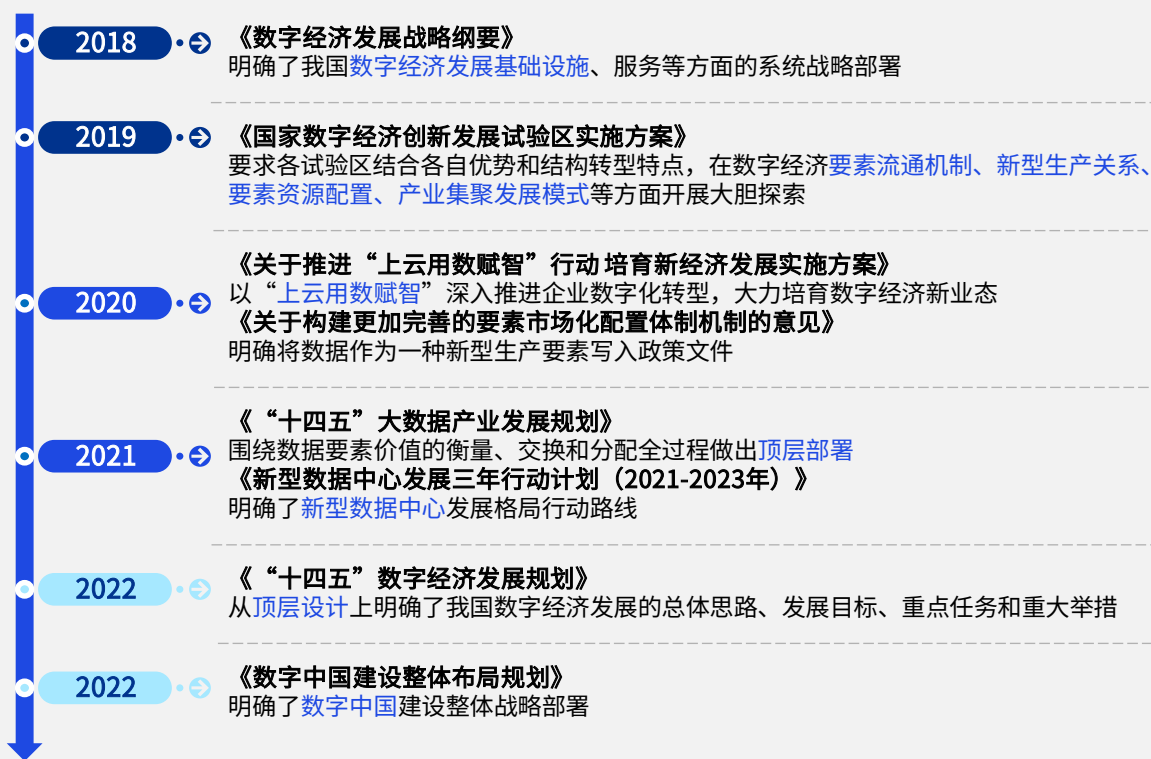 2018
《数字经济发展战略纲要》
明确了我国数字经济发展基础设施、服务等方面的系统战略部署
2019
《国家数字经济创新发展试验区实施方案》
要求各试验区结合各自优势和结构转型特点，在数字经济要素流通机制、新型生产关系、
要素资源配置、产业集聚发展模式等方面开展大胆探索
2020
《关于推进“上云用数赋智”行动 培育新经济发展实施方案》
以“上云用数赋智”深入推进企业数字化转型，大力培育数字经济新业态
《关于构建更加完善的要素市场化配置体制机制的意见》
明确将数据作为一种新型生产要素写入政策文件
2021
《“十四五”大数据产业发展规划》
围绕数据要素价值的衡量、交换和分配全过程做出顶层部署
《新型数据中心发展三年行动计划（2021-2023年）》
明确了新型数据中心发展格局行动路线
2022
《“十四五”数字经济发展规划》
从顶层设计上明确了我国数字经济发展的总体思路、发展目标、重点任务和重大举措
2022
《数字中国建设整体布局规划》
明确了数字中国建设整体战略部署